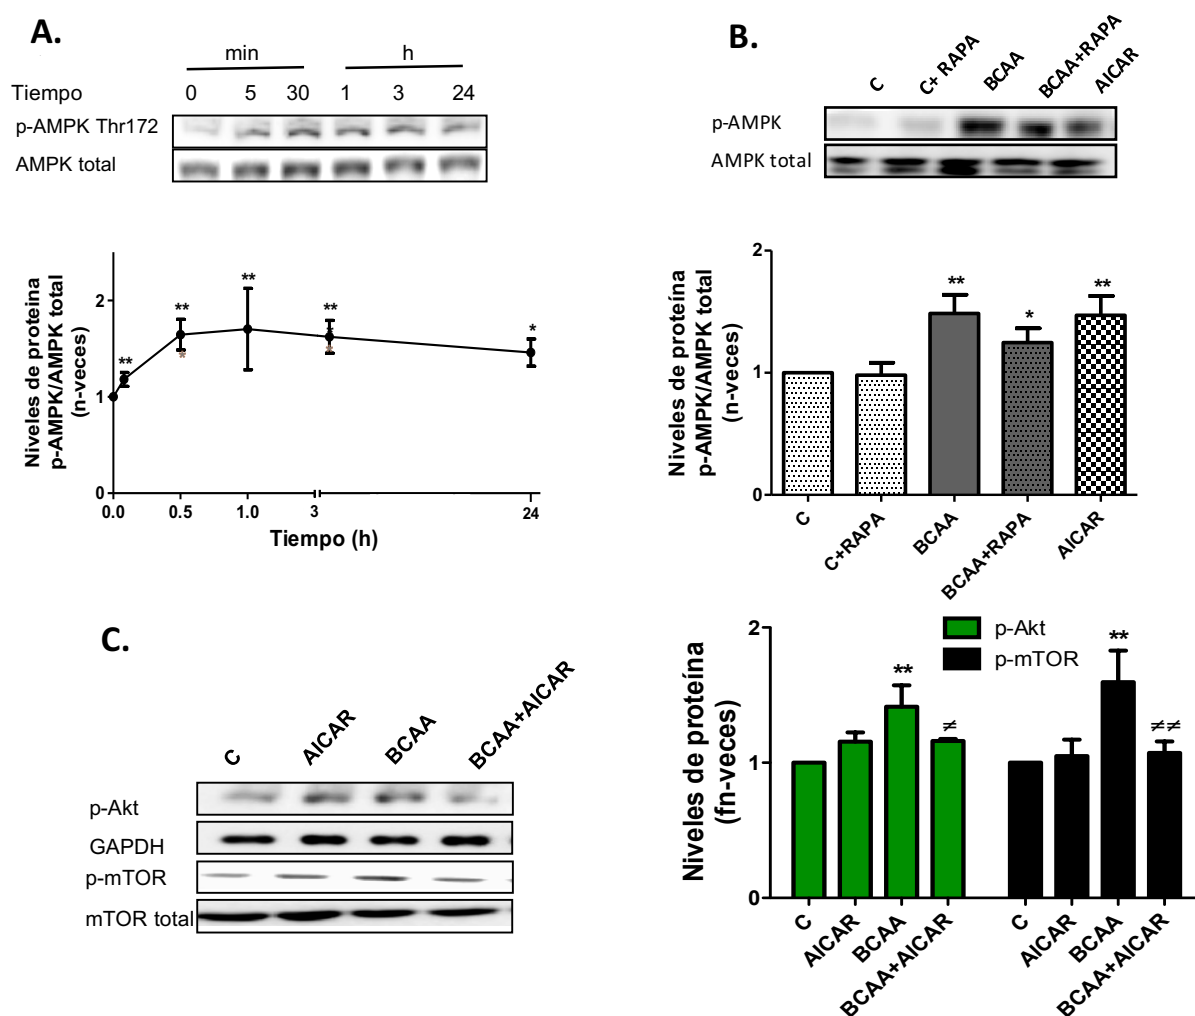 A.
min h
Tiempo 0 5 30 1 3 24
p-AMPK Thr172
AMPK total
Niveles de proteína
p-AMPK/AMPK total
(n-veces)
2
1
0
** ** ** ** *
* *
0.0 0.5 1.0 3 24
Tiempo (h)
B.
C C+ RAPA BCAA BCAA+RAPA AICAR
p-AMPK
AMPK total
Niveles de proteína
p-AMPK/AMPK total
(n-veces)
2
1
0
** * **
C C+RAPA BCAA BCAA+RAPA AICAR
C.
C AICAR BCAA BCAA+AICAR
p-Akt
GAPDH
p-mTOR
mTOR total
Niveles de proteína
(fn-veces)
2
1
0
p-Akt
p-mTOR
** ≠ ** ≠≠
C AICAR BCAA BCAA+AICAR C AICAR BCAA BCAA+AICAR